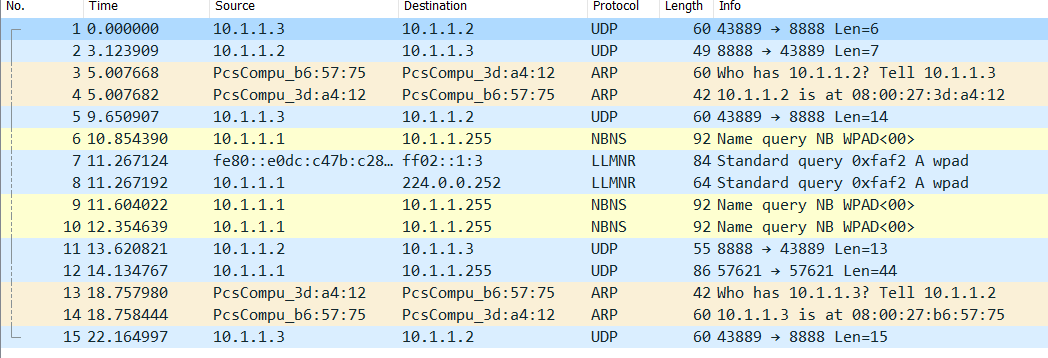 No. Time Source Destination Protocol Length Info
1 0.000000 10.1.1.3 10.1.1.2 UDP 60 43889 → 8888 Len=6
2 3.123909 10.1.1.2 10.1.1.3 UDP 49 8888 → 43889 Len=7
3 5.007668 PcsCompu_b6:57:75 PcsCompu_3d:a4:12 ARP 60 Who has 10.1.1.2? Tell 10.1.1.3
4 5.007682 PcsCompu_3d:a4:12 PcsCompu_b6:57:75 ARP 42 10.1.1.2 is at 08:00:27:3d:a4:12
5 9.650907 10.1.1.3 10.1.1.2 UDP 60 43889 → 8888 Len=14
6 10.854390 10.1.1.1 10.1.1.255 NBNS 92 Name query NB WPAD<00>
7 11.267124 fe80::e0dc:c47b:c28… ff02::1:3 LLMNR 84 Standard query 0xfaf2 A wpad
8 11.267192 10.1.1.1 224.0.0.252 LLMNR 64 Standard query 0xfaf2 A wpad
9 11.604022 10.1.1.1 10.1.1.255 NBNS 92 Name query NB WPAD<00>
10 12.354639 10.1.1.1 10.1.1.255 NBNS 92 Name query NB WPAD<00>
11 13.620821 10.1.1.2 10.1.1.3 UDP 55 8888 → 43889 Len=13
12 14.134767 10.1.1.1 10.1.1.255 UDP 86 57621 → 57621 Len=44
13 18.757980 PcsCompu_3d:a4:12 PcsCompu_b6:57:75 ARP 42 Who has 10.1.1.3? Tell 10.1.1.2
14 18.758444 PcsCompu_b6:57:75 PcsCompu_3d:a4:12 ARP 60 10.1.1.3 is at 08:00:27:b6:57:75
15 22.164997 10.1.1.3 10.1.1.2 UDP 60 43889 → 8888 Len=15